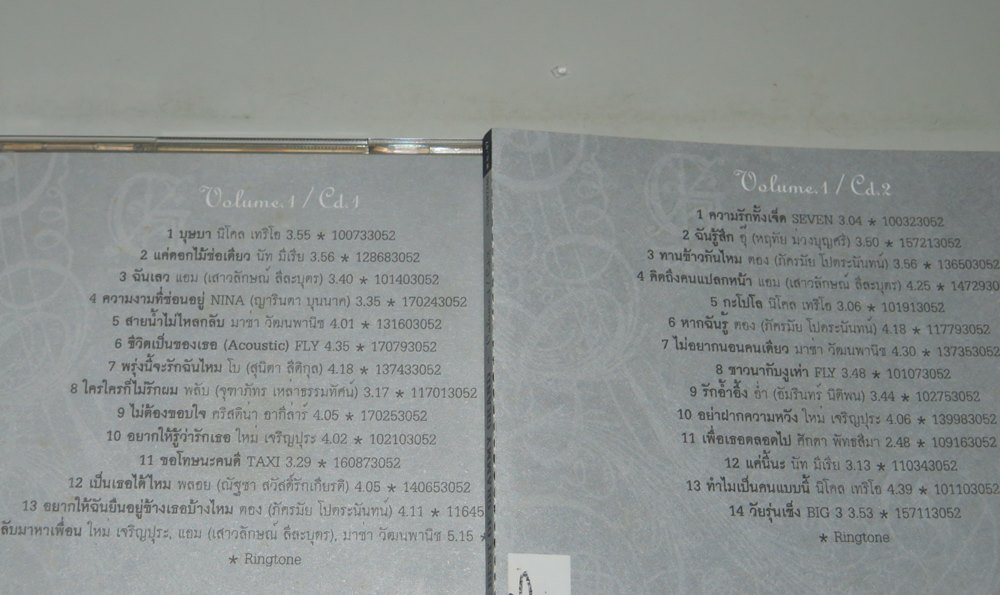 Volume.1 / Cd.1
1 บุษบา นิโคล เทริโอ 3.55 * 100733052
2 แค่ดอกไม้ช่อเดียว นัท มีเรีย 3.56 * 128683052
3 ฉันเลว แอม (เสาวลักษณ์ ลีละบุตร) 3.40 * 101403052
4 ความงามที่ซ่อนอยู่ NINA (ญารินดา บุนนาค) 3.35 * 170243052
5 สายน้ำไม่ไหลกลับ มาช่า วัฒนพานิช 4.01 * 131603052
6 ชีวิตเป็นของเธอ (Acoustic) FLY 4.35 * 170793052
7 พรุ่งนี้จะรักฉันไหม โบ (สุนิตา ลีติกุล) 4.18 * 137433052
8 ใครใครก็ไม่รักผม พลับ (จุฑาภัทร เหล่าธรรมทัศน์) 3.17 * 117013052
9 ไม่ต้องขอบใจ คริสติน่า อากีล่าร์ 4.05 * 170253052
10 อยากให้รู้ว่ารักเธอ ใหม่ เจริญปุระ 4.02 * 102103052
11 ขอโทษนะคนดี TAXI 3.29 * 160873052
12 เป็นเธอได้ไหม พลอย (ณัฐชา สวัสดิ์รักเกียรติ) 4.05 * 140653052
13 อยากให้ฉันยืนอยู่ข้างเธอบ้างไหม ตอง (ภัครมัย โปตระนันทน์) 4.11 * 11645
ลับมาหาเพื่อน ใหม่ เจริญปุระ, แอม (เสาวลักษณ์ ลีละบุตร), มาช่า วัฒนพานิช 5.15 *
* Ringtone
Volume.1 / Cd.2
1 ความรักทั้งเจ็ด SEVEN 3.04 * 100323052
2 ฉันรู้สึก อุ๊ (หฤทัย ม่วงบุญศรี) 3.50 * 157213052
3 ทานข้าวกันไหม ตอง (ภัครมัย โปตระนันทน์) 3.56 * 136503052
4 คิดถึงคนแปลกหน้า แอม (เสาวลักษณ์ ลีละบุตร) 4.25 * 1472930
5 กะโปโล นิโคล เทริโอ 3.06 * 101913052
6 หากฉันรู้ ตอง (ภัครมัย โปตระนันทน์) 4.18 * 117793052
7 ไม่อยากนอนคนเดียว มาช่า วัฒนพานิช 4.30 * 137353052
8 ชาวนากับงูเห่า FLY 3.48 * 101073052
9 รักอ้ำอึ้ง อ่ำ (อัมรินทร์ นิติพน) 3.44 * 102753052
10 อย่าฝากความหวัง ใหม่ เจริญปุระ 4.06 * 139983052
11 เพื่อเธอตลอดไป ศักดา พัทธสีมา 2.48 * 109163052
12 แค่นี้นะ นัท มีเรีย 3.13 * 110343052
13 ทำไมเป็นคนแบบนี้ นิโคล เทริโอ 4.39 * 101103052
14 วัยรุ่นเซ็ง BIG 3 3.53 * 157113052
* Ringtone